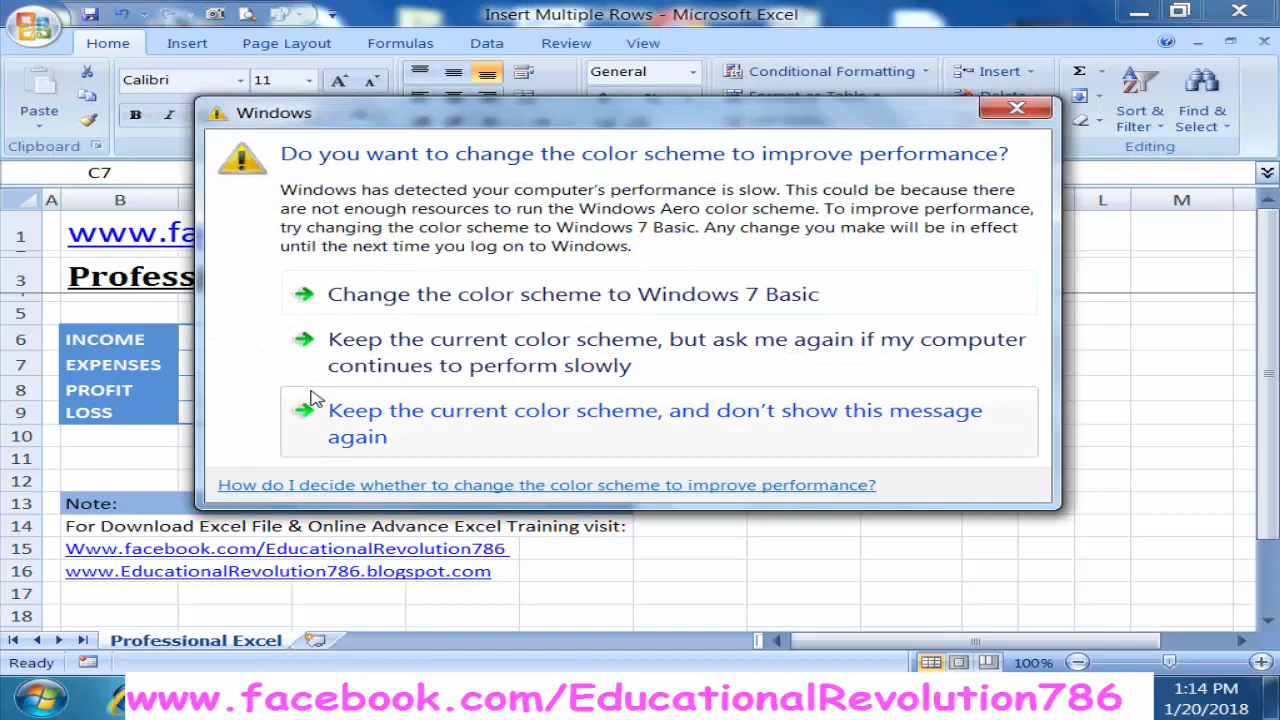 Insert Multiple Rows - Microsoft Excel
Home Insert Page Layout Formulas Data Review View
Paste
Clipboard
Calibri 11
B
General
Conditional Formatting
Insert
Σ
Sort & Filter
Find & Select
Editing
C7
A B L M
1 www.fa
3 Profess
5
6 INCOME
7 EXPENSES
8 PROFIT
9 LOSS
10
11
12
13 Note:
14 For Download Excel File & Online Advance Excel Training visit:
15 Www.facebook.com/EducationalRevolution786
16 www.EducationalRevolution786.blogspot.com
17
18
Windows
Do you want to change the color scheme to improve performance?
Windows has detected your computer's performance is slow. This could be because there
are not enough resources to run the Windows Aero color scheme. To improve performance,
try changing the color scheme to Windows 7 Basic. Any change you make will be in effect
until the next time you log on to Windows.
Change the color scheme to Windows 7 Basic
Keep the current color scheme, but ask me again if my computer
continues to perform slowly
Keep the current color scheme, and don't show this message
again
How do I decide whether to change the color scheme to improve performance?
Professional Excel
Ready
100%
www.facebook.com/EducationalRevolution786
1:14 PM
1/20/2018